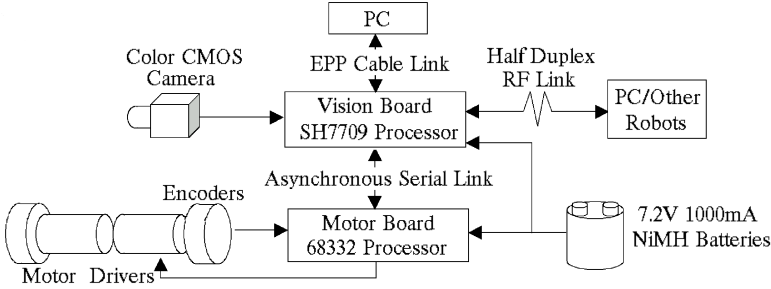 PC
Color CMOS
Camera
EPP Cable Link
Half Duplex
RF Link
Vision Board
SH7709 Processor
PC/Other
Robots
Asynchronous Serial Link
Encoders
Motor Board
68332 Processor
7.2V 1000mA
NiMH Batteries
Motor Drivers